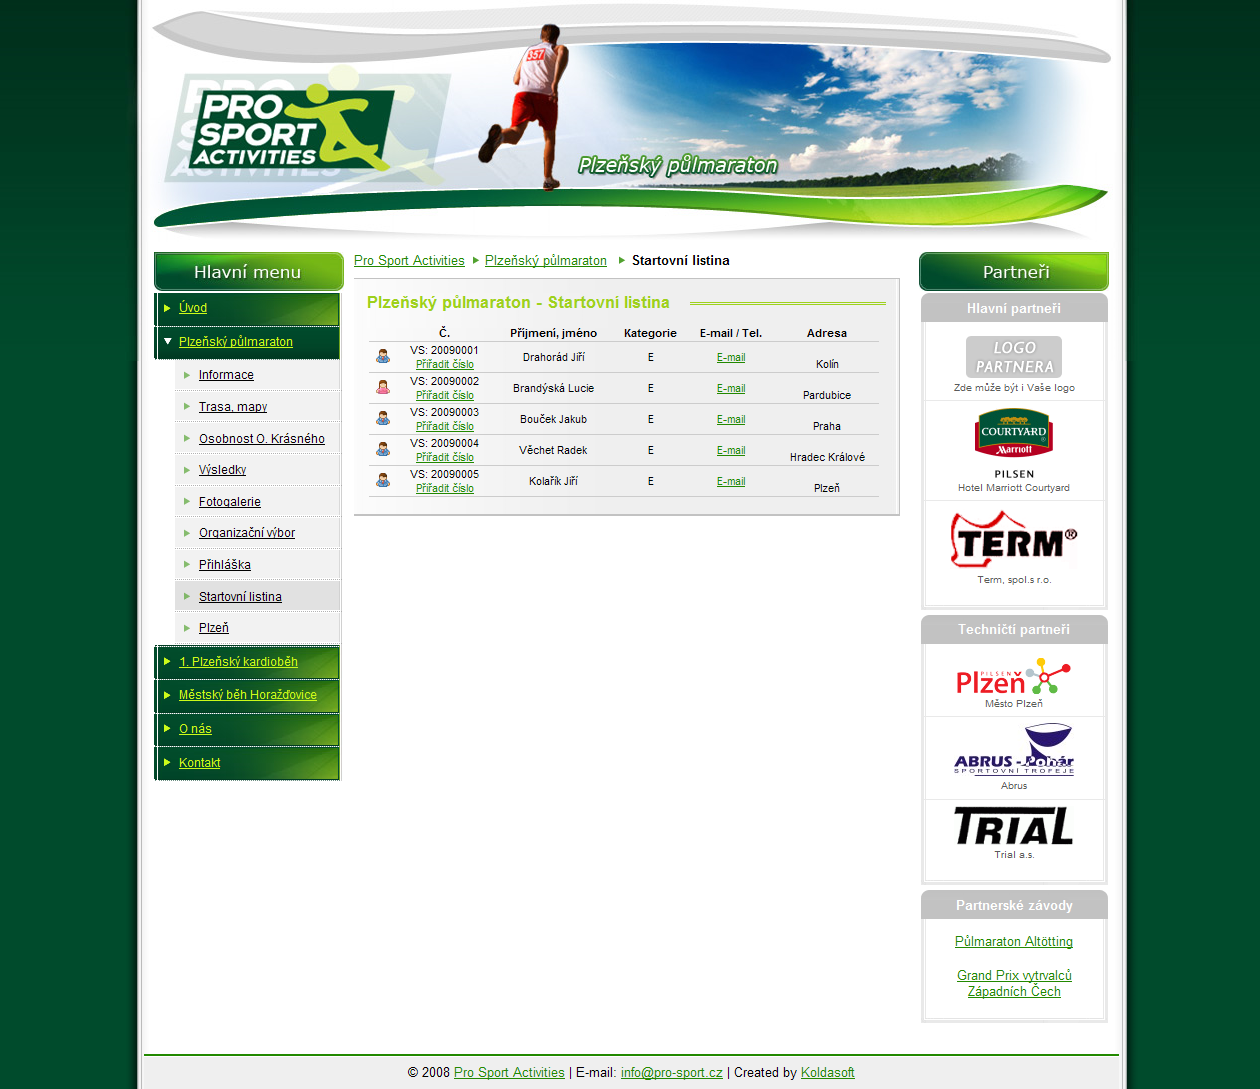 357
PRO
SPORT
ACTIVITIES
Plzeňský půlmaraton
Hlavní menu
Úvod
Plzeňský půlmaraton
Informace
Trasa, mapy
Osobnost O. Krásného
Výsledky
Fotogalerie
Organizační výbor
Přihláška
Startovní listina
Plzeň
1. Plzeňský kardioběh
Městský běh Horažďovice
O nás
Kontakt
Pro Sport Activities Plzeňský půlmaraton Startovní listina
Plzeňský půlmaraton - Startovní listina
Č. Příjmení, jméno Kategorie E-mail / Tel. Adresa
VS: 20090001
Přiřadit číslo Drahorád Jiří E E-mail Kolín
VS: 20090002
Přiřadit číslo Brandýská Lucie E E-mail Pardubice
VS: 20090003
Přiřadit číslo Bouček Jakub E E-mail Praha
VS: 20090004
Přiřadit číslo Věchet Radek E E-mail Hradec Králové
VS: 20090005
Přiřadit číslo Kolařík Jiří E E-mail Plzeň
Partneři
Hlavní partneři
LOGO
PARTNERA
Zde může být i Vaše logo
COURTYARD
Marriott
PILSEN
Hotel Marriott Courtyard
TERM®
Term, spol.s r.o.
Techničtí partneři
PILSEN
Plzeň
Město Plzeň
ABRUS-Pohár
SPORTOVNÍ TROFEJE
Abrus
TRIAL
Trial a.s.
Partnerské závody
Půlmaraton Altötting
Grand Prix vytrvalců
Západních Čech
© 2008 Pro Sport Activities | E-mail: info@pro-sport.cz | Created by Koldasoft